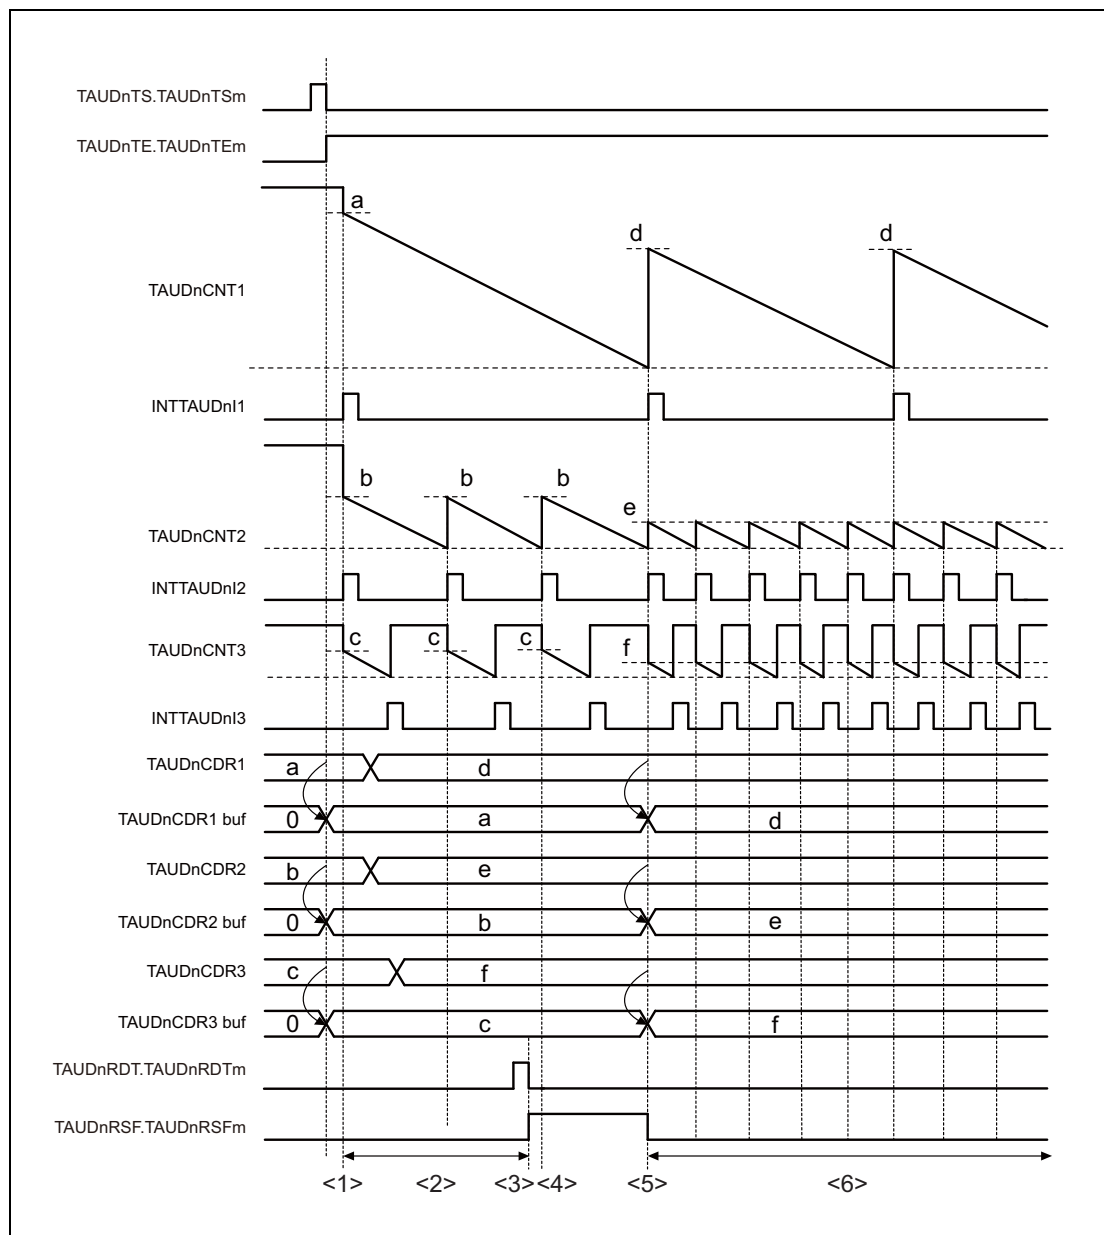 TAUDnTS.TAUDnTSm
TAUDnTE.TAUDnTEm
a
d
d
TAUDnCNT1
INTTAUDnI1
b
b
b
e
TAUDnCNT2
INTTAUDnI2
c
c
c
f
TAUDnCNT3
INTTAUDnI3
TAUDnCDR1
a
d
TAUDnCDR1 buf
0
a
d
TAUDnCDR2
b
e
TAUDnCDR2 buf
0
b
e
TAUDnCDR3
c
f
TAUDnCDR3 buf
0
c
f
TAUDnRDT.TAUDnRDTm
TAUDnRSF.TAUDnRSFm
<1>
<2>
<3>
<4>
<5>
<6>